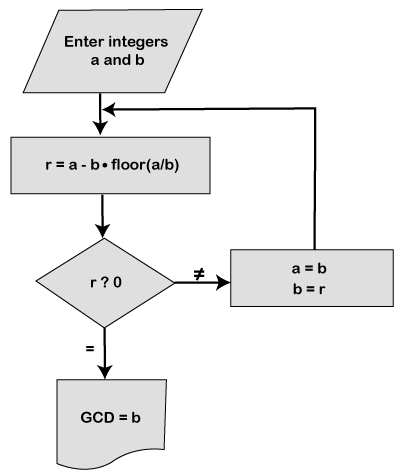 Enter integers
a and b
r = a - b • floor(a/b)
r ? 0
≠
a = b
b = r
=
GCD = b